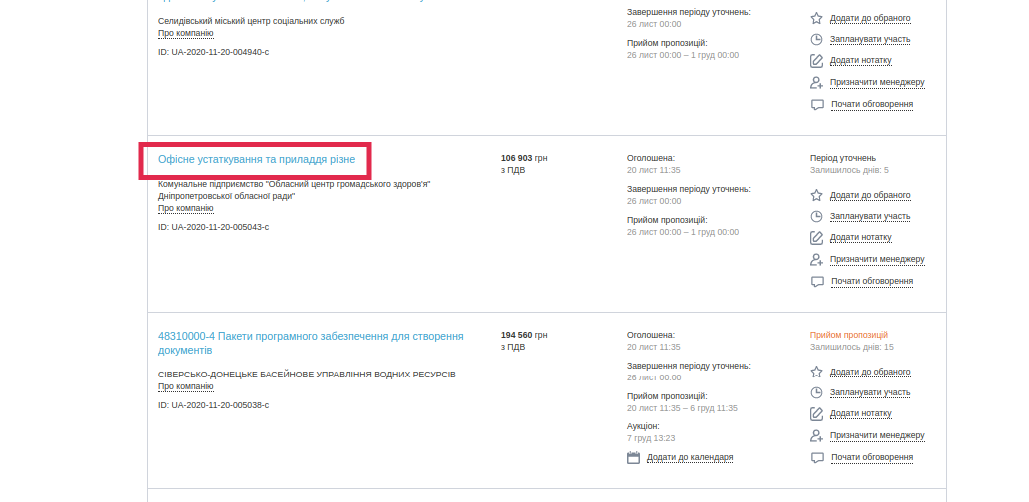 Селидівський міський центр соціальних служб
Про компанію
ID: UA-2020-11-20-004940-c
Завершення періоду уточнень:
26 лист 00:00
Прийом пропозицій:
26 лист 00:00 – 1 груд 00:00
Додати до обраного
Запланувати участь
Додати нотатку
Призначити менеджеру
Почати обговорення
Офісне устаткування та приладдя різне
Комунальне підприємство "Обласний центр громадського здоров'я"
Дніпропетровської обласної ради"
Про компанію
ID: UA-2020-11-20-005043-c
106 903 грн
з ПДВ
Оголошена:
20 лист 11:35
Завершення періоду уточнень:
26 лист 00:00
Прийом пропозицій:
26 лист 00:00 – 1 груд 00:00
Період уточнень
Залишилось днів: 5
Додати до обраного
Запланувати участь
Додати нотатку
Призначити менеджеру
Почати обговорення
48310000-4 Пакети програмного забезпечення для створення
документів
СІВЕРСЬКО-ДОНЕЦЬКЕ БАСЕЙНОВЕ УПРАВЛІННЯ ВОДНИХ РЕСУРСІВ
Про компанію
ID: UA-2020-11-20-005038-c
194 560 грн
з ПДВ
Оголошена:
20 лист 11:35
Завершення періоду уточнень:
26 лист 00:00
Прийом пропозицій:
20 лист 11:35 – 6 груд 11:35
Аукціон:
7 груд 13:23
Додати до календаря
Прийом пропозицій
Залишилось днів: 15
Додати до обраного
Запланувати участь
Додати нотатку
Призначити менеджеру
Почати обговорення